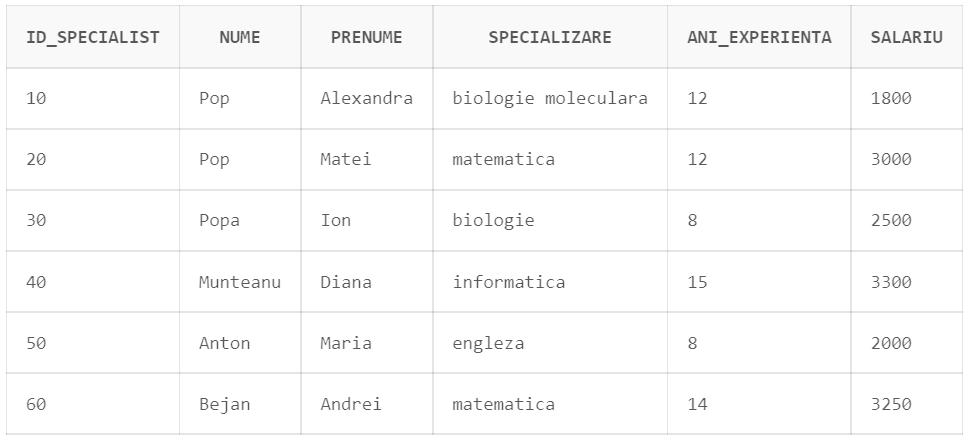 ID_SPECIALIST NUME PRENUME SPECIALIZARE ANI_EXPERIENTA SALARIU
10 Pop Alexandra biologie moleculara 12 1800
20 Pop Matei matematica 12 3000
30 Popa Ion biologie 8 2500
40 Munteanu Diana informatica 15 3300
50 Anton Maria engleza 8 2000
60 Bejan Andrei matematica 14 3250